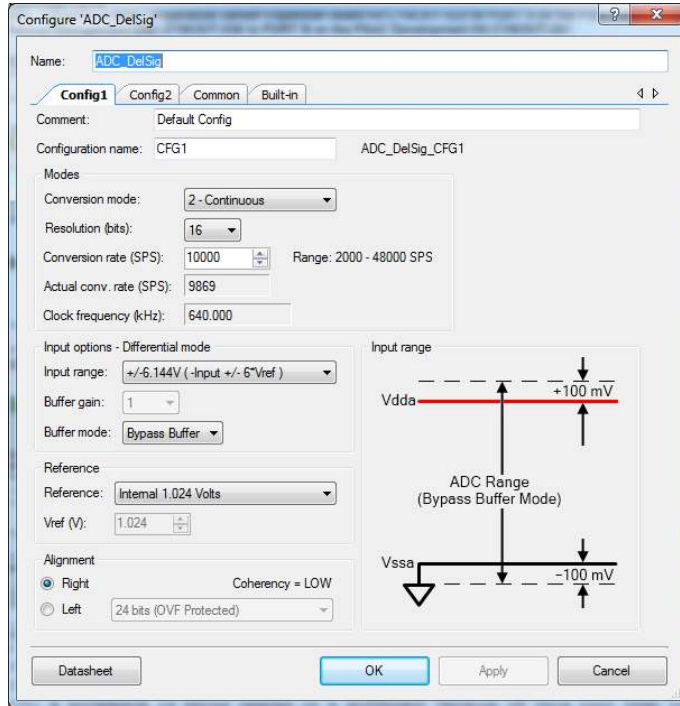 Configure 'ADC_DelSig'
Name: ADC_DelSig
Config1 Config2 Common Built-in
Comment: Default Config
Configuration name: CFG1 ADC_DelSig_CFG1
Modes
Conversion mode: 2 - Continuous
Resolution (bits): 16
Conversion rate (SPS): 10000 Range: 2000 - 48000 SPS
Actual conv. rate (SPS): 9869
Clock frequency (kHz): 640.000
Input options - Differential mode
Input range: +/-6.144V ( -Input +/- 6*Vref )
Buffer gain: 1
Buffer mode: Bypass Buffer
Input range
+100 mV
Vdda
ADC Range
(Bypass Buffer Mode)
Vssa
-100 mV
Reference
Reference: Internal 1.024 Volts
Vref (V): 1.024
Alignment
Right Coherency = LOW
Left 24 bits (OVF Protected)
Datasheet OK Apply Cancel